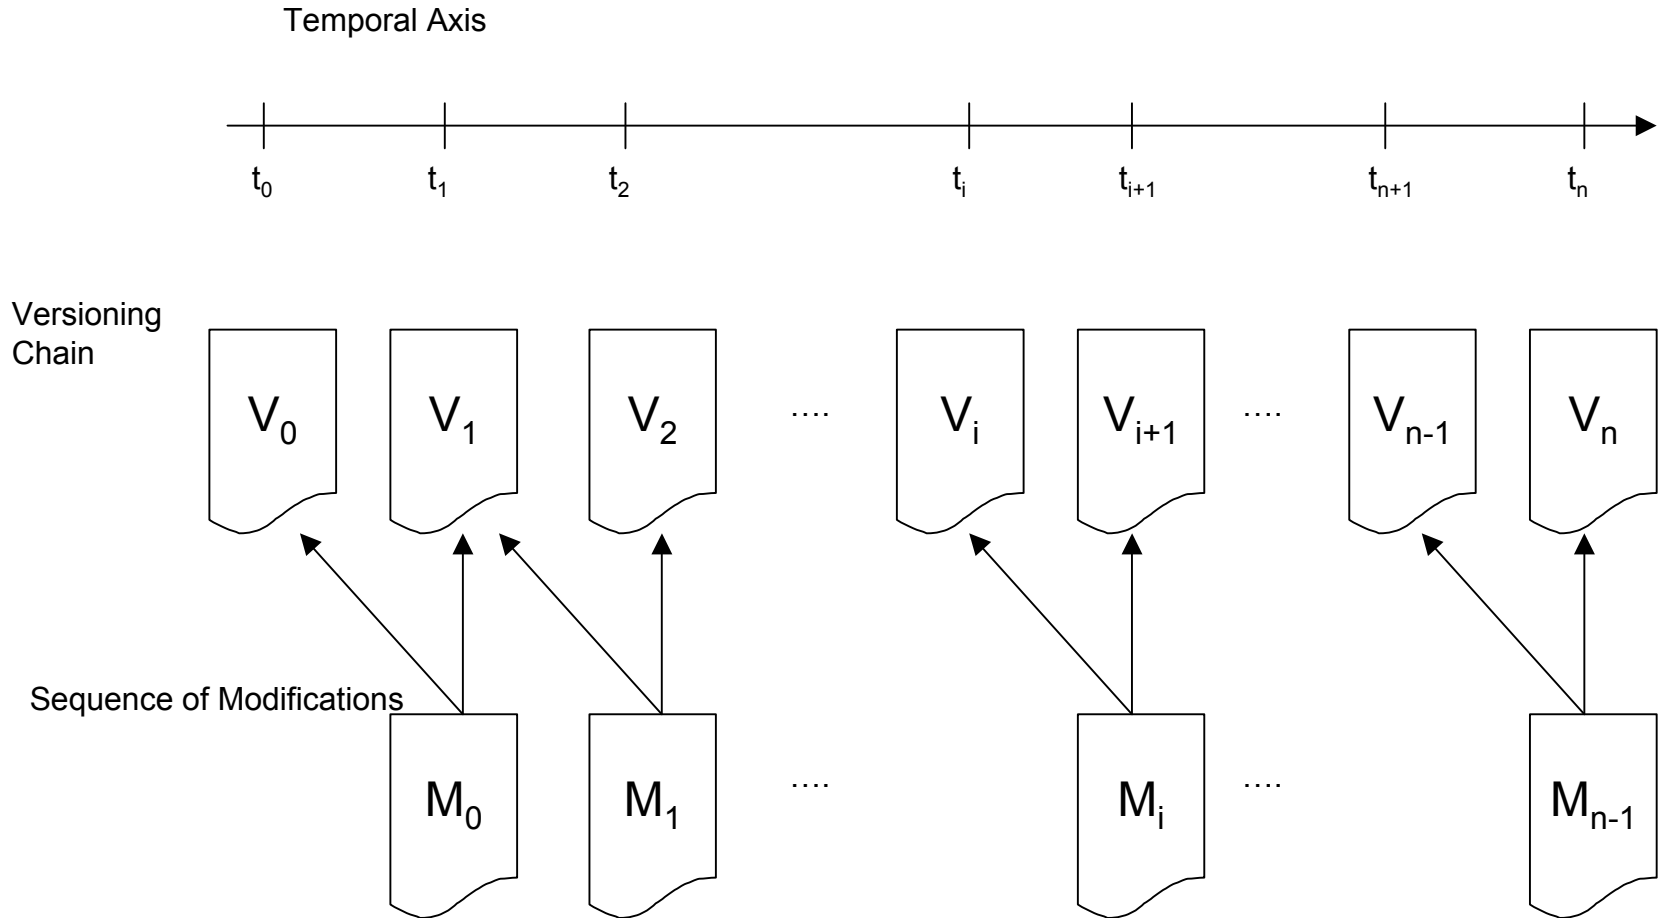 Temporal Axis
t₀ t₁ t₂ tᵢ tᵢ₊₁ tₙ₊₁ tₙ
Versioning
Chain
V₀ V₁ V₂ .... Vᵢ Vᵢ₊₁ .... Vₙ₋₁ Vₙ
Sequence of Modifications
M₀ M₁ .... Mᵢ .... Mₙ₋₁